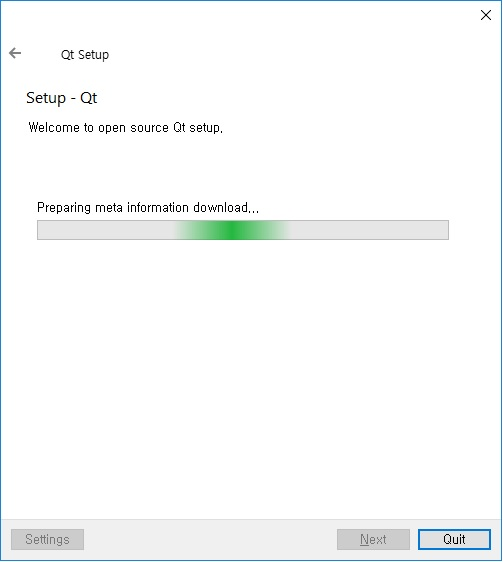 Qt Setup
Setup - Qt
Welcome to open source Qt setup.
Preparing meta information download...
Settings
Next
Quit